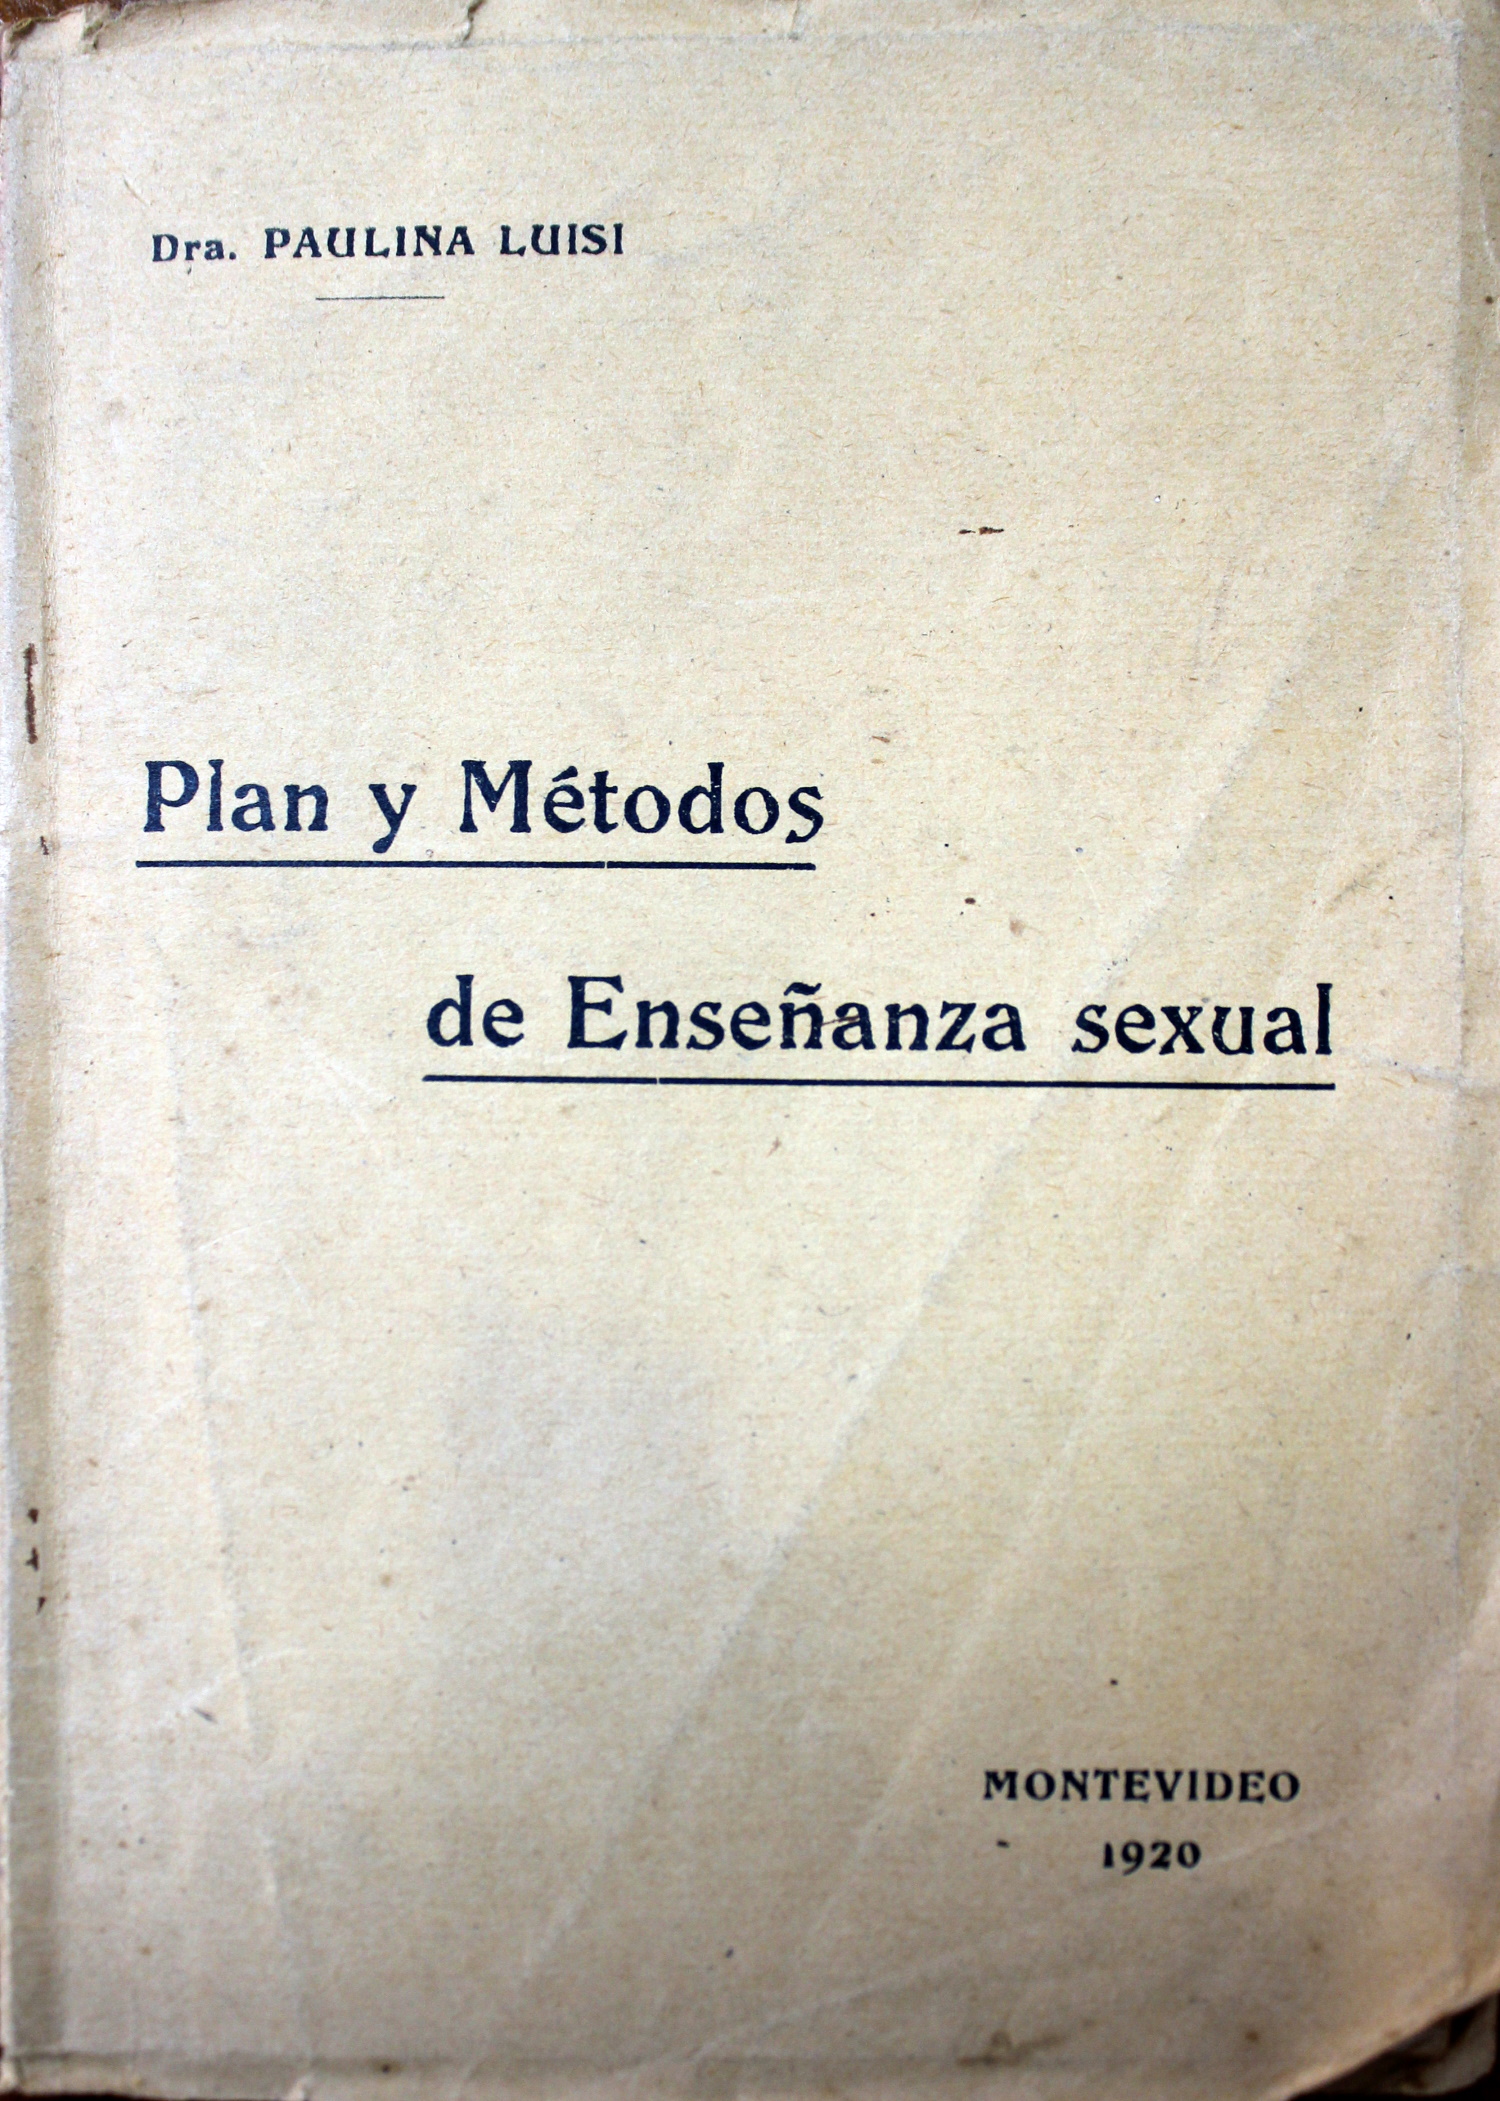 Dra. PAULINA LUISI
Plan y Métodos
de Enseñanza sexual
MONTEVIDEO
1920